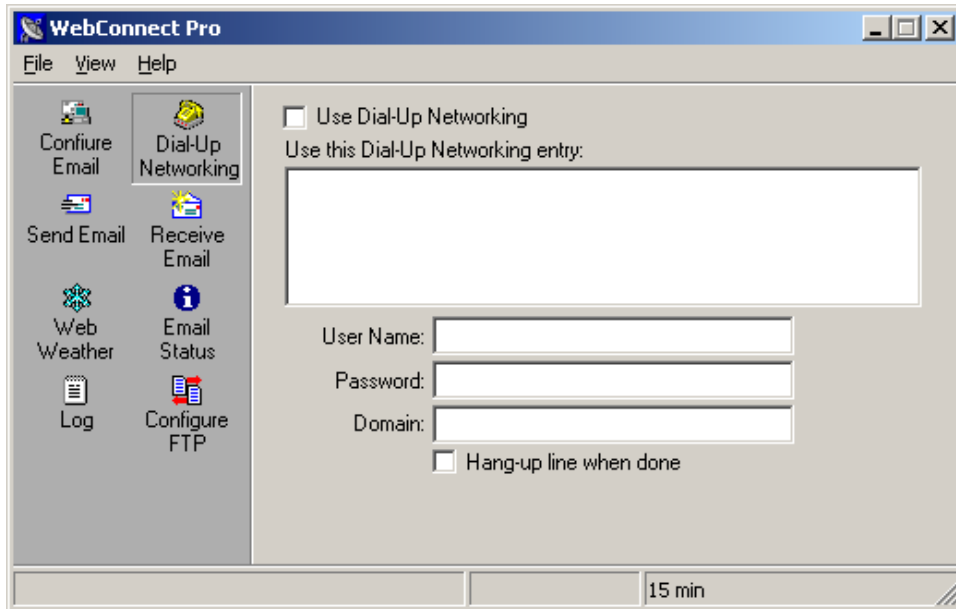 WebConnect Pro
File View Help
Confiure
Email
Dial-Up
Networking
Send Email
Receive
Email
Web
Weather
Email
Status
Log
Configure
FTP
Use Dial-Up Networking
Use this Dial-Up Networking entry:
User Name:
Password:
Domain:
Hang-up line when done
15 min